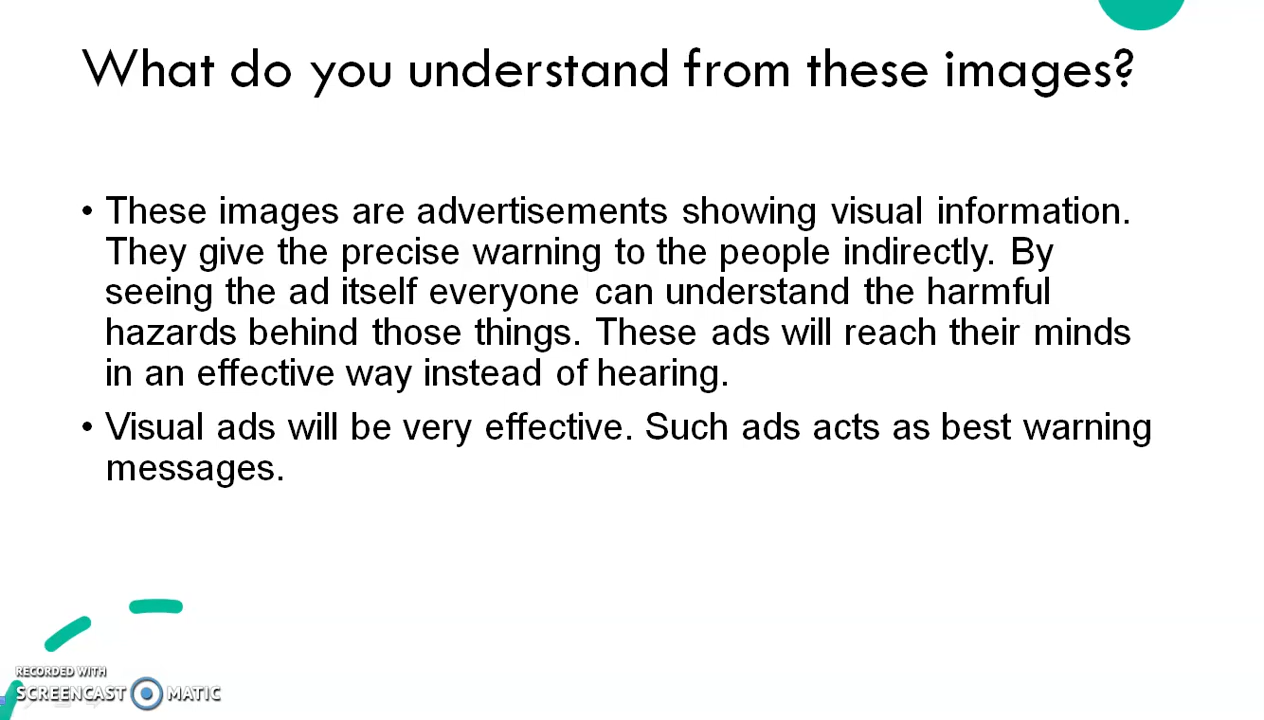 What do you understand from these images?
• These images are advertisements showing visual information.
They give the precise warning to the people indirectly. By
seeing the ad itself everyone can understand the harmful
hazards behind those things. These ads will reach their minds
in an effective way instead of hearing.
• Visual ads will be very effective. Such ads acts as best warning
messages.
RECORDED WITH
SCREENCAST MATIC